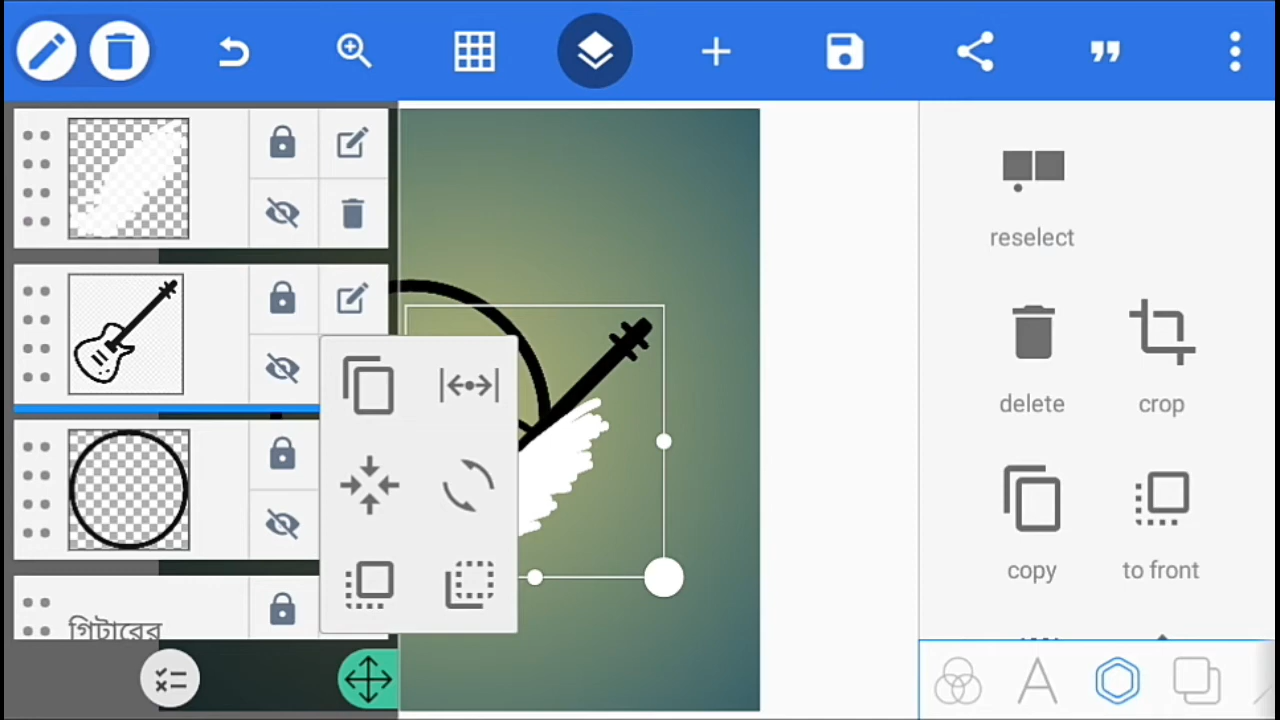 reselect
delete
crop
copy
to front
গিটারের